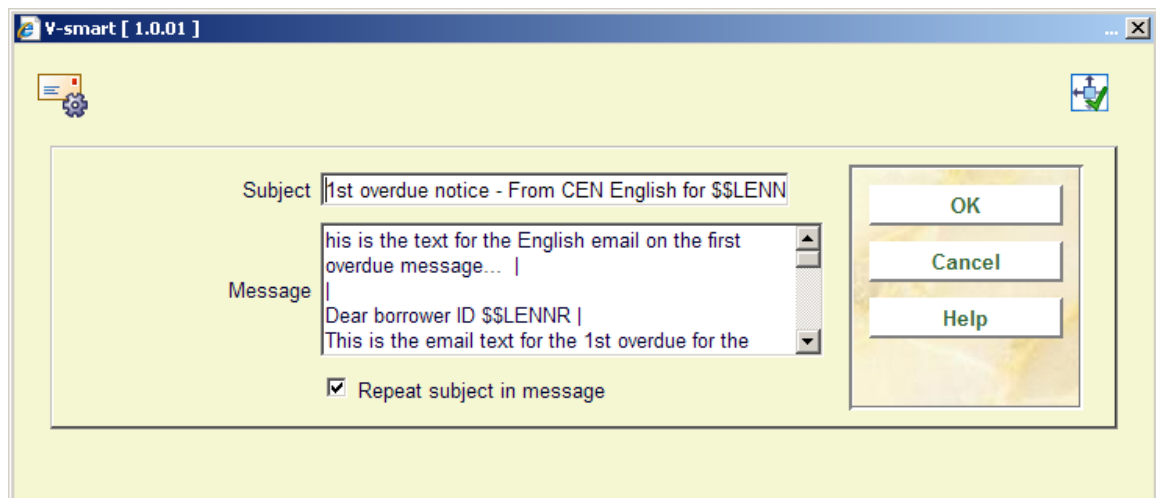 V-smart [ 1.0.01 ]
Subject
1st overdue notice - From CEN English for $$LENN
Message
his is the text for the English email on the first
overdue message... |
|
Dear borrower ID $$LENNR |
This is the email text for the 1st overdue for the
Repeat subject in message
OK
Cancel
Help